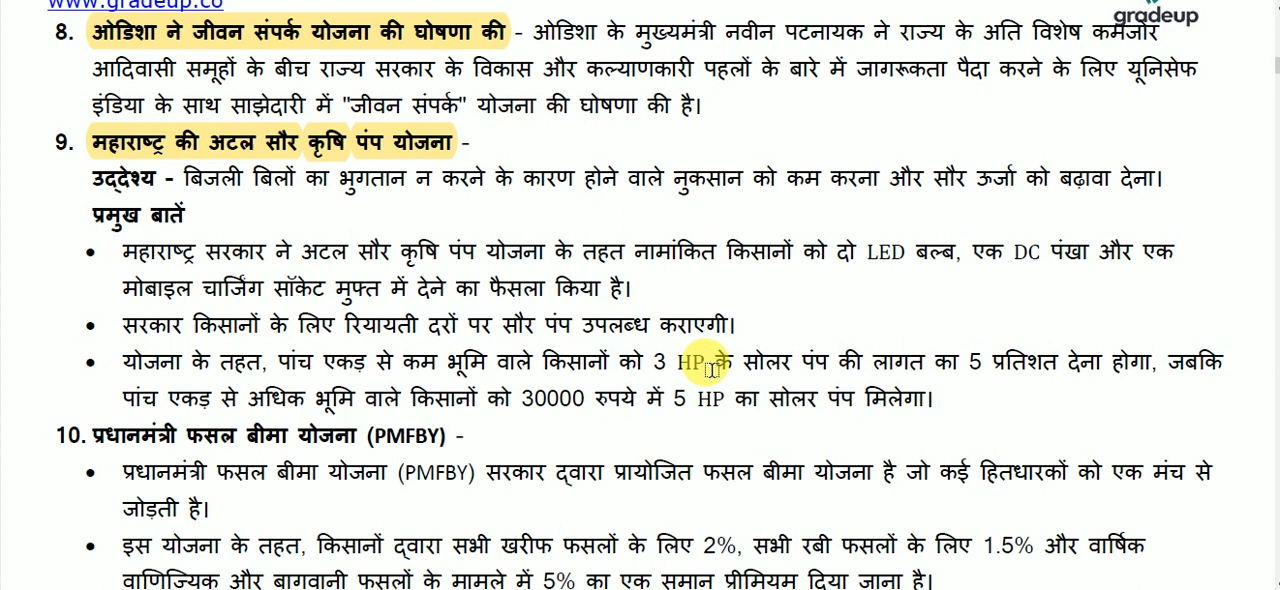 www.gradeup.co
gradeup
8. ओडिशा ने जीवन संपर्क योजना की घोषणा की - ओडिशा के मुख्यमंत्री नवीन पटनायक ने राज्य के अति विशेष कमजोर
आदिवासी समूहों के बीच राज्य सरकार के विकास और कल्याणकारी पहलों के बारे में जागरूकता पैदा करने के लिए यूनिसेफ
इंडिया के साथ साझेदारी में "जीवन संपर्क" योजना की घोषणा की है।
9. महाराष्ट्र की अटल सौर कृषि पंप योजना -
उद्देश्य - बिजली बिलों का भुगतान न करने के कारण होने वाले नुकसान को कम करना और सौर ऊर्जा को बढ़ावा देना।
प्रमुख बातें
• महाराष्ट्र सरकार ने अटल सौर कृषि पंप योजना के तहत नामांकित किसानों को दो LED बल्ब, एक DC पंखा और एक
मोबाइल चार्जिंग सॉकेट मुफ्त में देने का फैसला किया है।
• सरकार किसानों के लिए रियायती दरों पर सौर पंप उपलब्ध कराएगी।
• योजना के तहत, पांच एकड़ से कम भूमि वाले किसानों को 3 HP के सोलर पंप की लागत का 5 प्रतिशत देना होगा, जबकि
पांच एकड़ से अधिक भूमि वाले किसानों को 30000 रुपये में 5 HP का सोलर पंप मिलेगा।
10. प्रधानमंत्री फसल बीमा योजना (PMFBY) -
• प्रधानमंत्री फसल बीमा योजना (PMFBY) सरकार द्वारा प्रायोजित फसल बीमा योजना है जो कई हितधारकों को एक मंच से
जोड़ती है।
• इस योजना के तहत, किसानों द्वारा सभी खरीफ फसलों के लिए 2%, सभी रबी फसलों के लिए 1.5% और वार्षिक
वाणिज्यिक और बागवानी फसलों के मामले में 5% का एक समान प्रीमियम दिया जाना है।